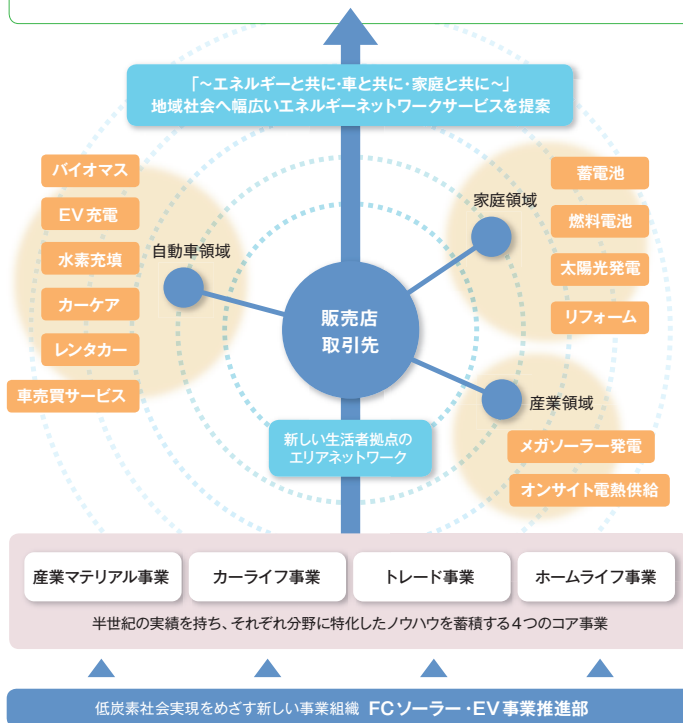 「~エネルギーと共に・車と共に・家庭と共に~」
地域社会へ幅広いエネルギーネットワークサービスを提案
バイオマス
EV充電
水素充填
カーケア
レンタカー
車売買サービス
自動車領域
家庭領域
蓄電池
燃料電池
太陽光発電
リフォーム
販売店
取引先
産業領域
メガソーラー発電
オンサイト電熱供給
新しい生活者拠点の
エリアネットワーク
産業マテリアル事業
カーライフ事業
トレード事業
ホームライフ事業
半世紀の実績を持ち、それぞれ分野に特化したノウハウを蓄積する4つのコア事業
低炭素社会実現をめざす新しい事業組織 FCソーラー・EV事業推進部